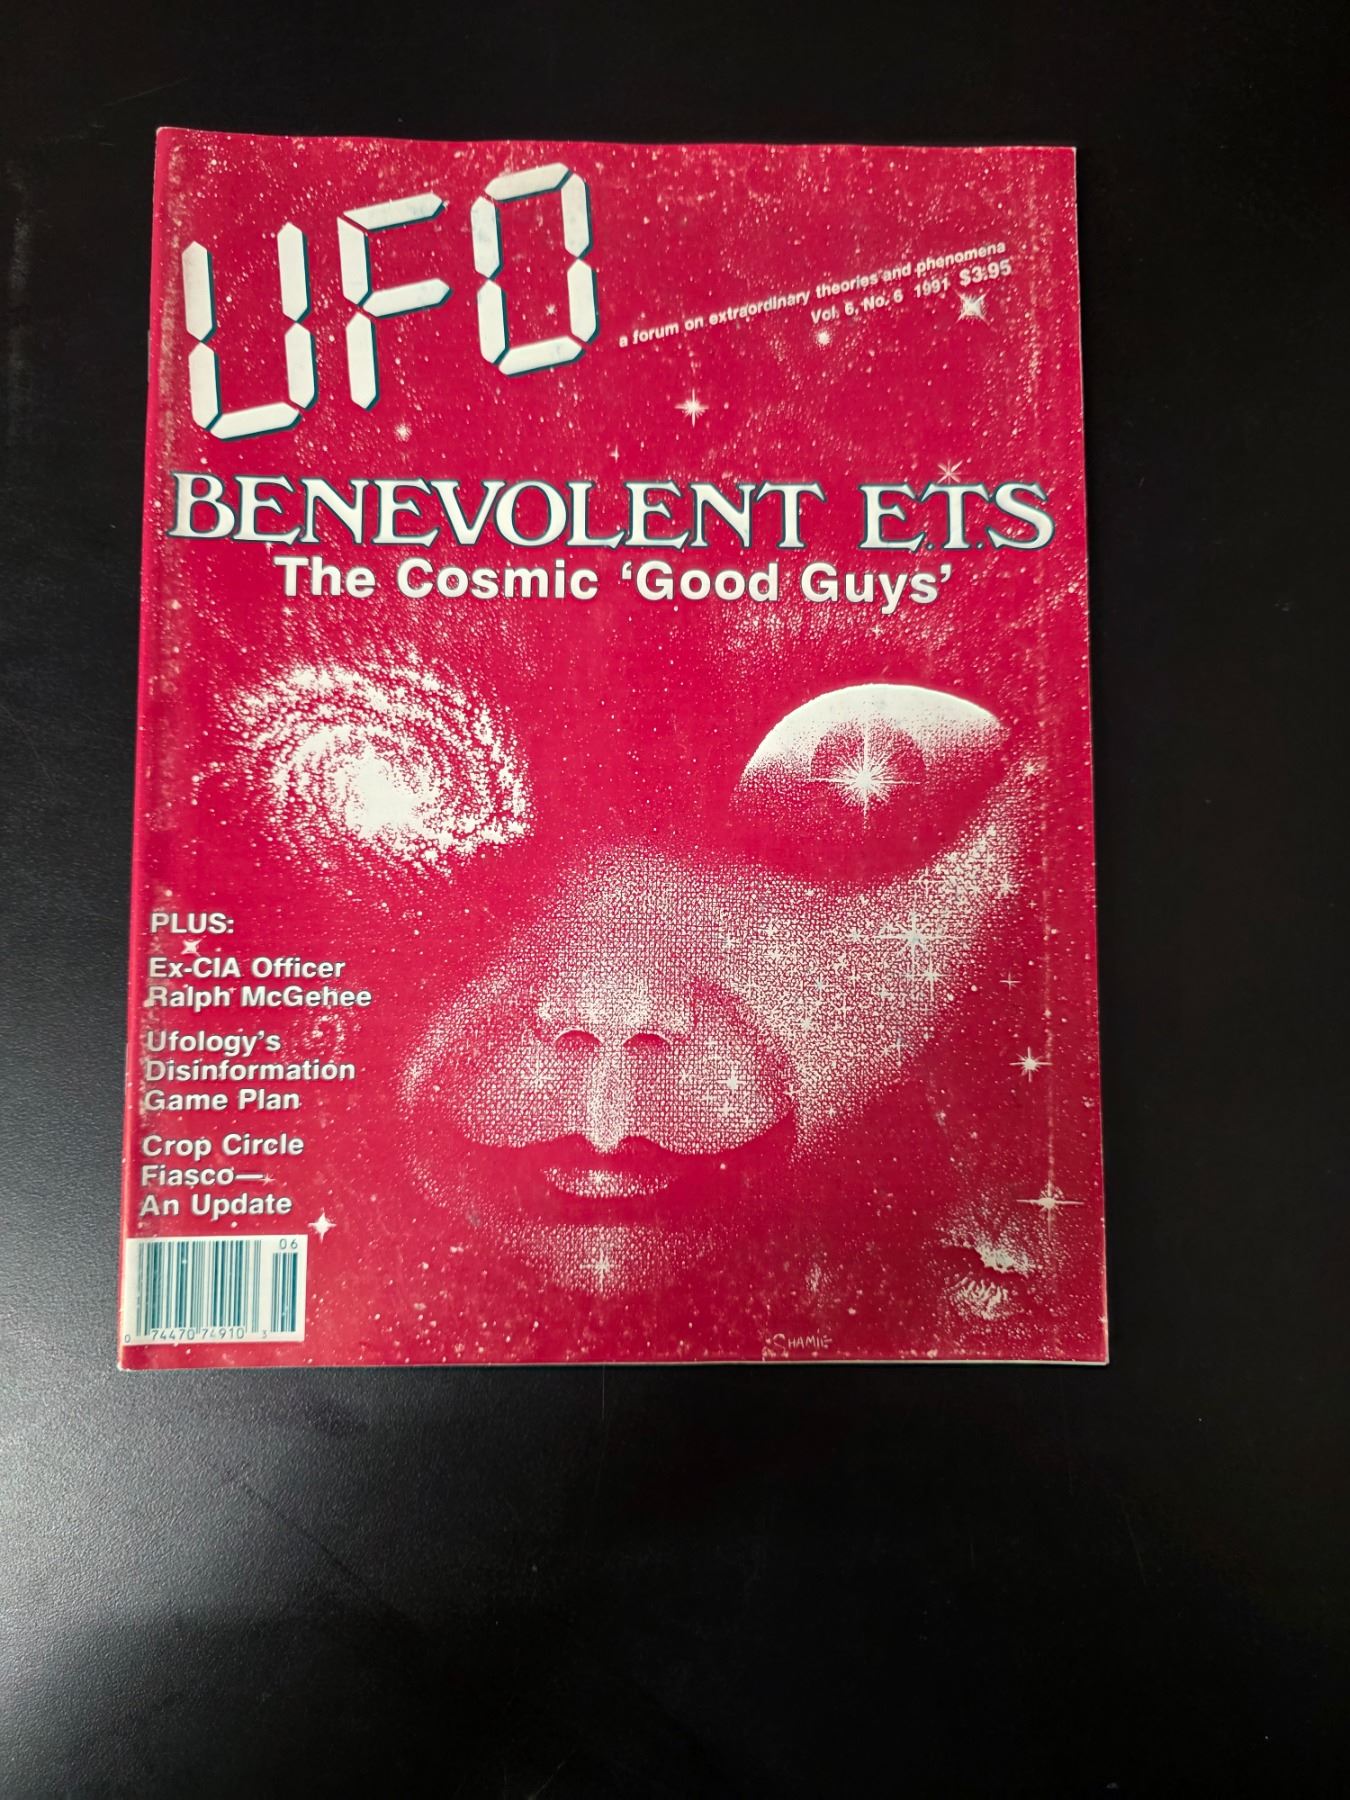 UFO
a forum on extraordinary theories and phenomena
Vol. 6, No. 6 1991 $3.95
BENEVOLENT E.T.S
The Cosmic ‘Good Guys’
PLUS:
Ex-CIA Officer
Ralph McGehee
Ufology’s
Disinformation
Game Plan
Crop Circle
Fiasco—
An Update
06
0 74470 74910 3
SHAMIE